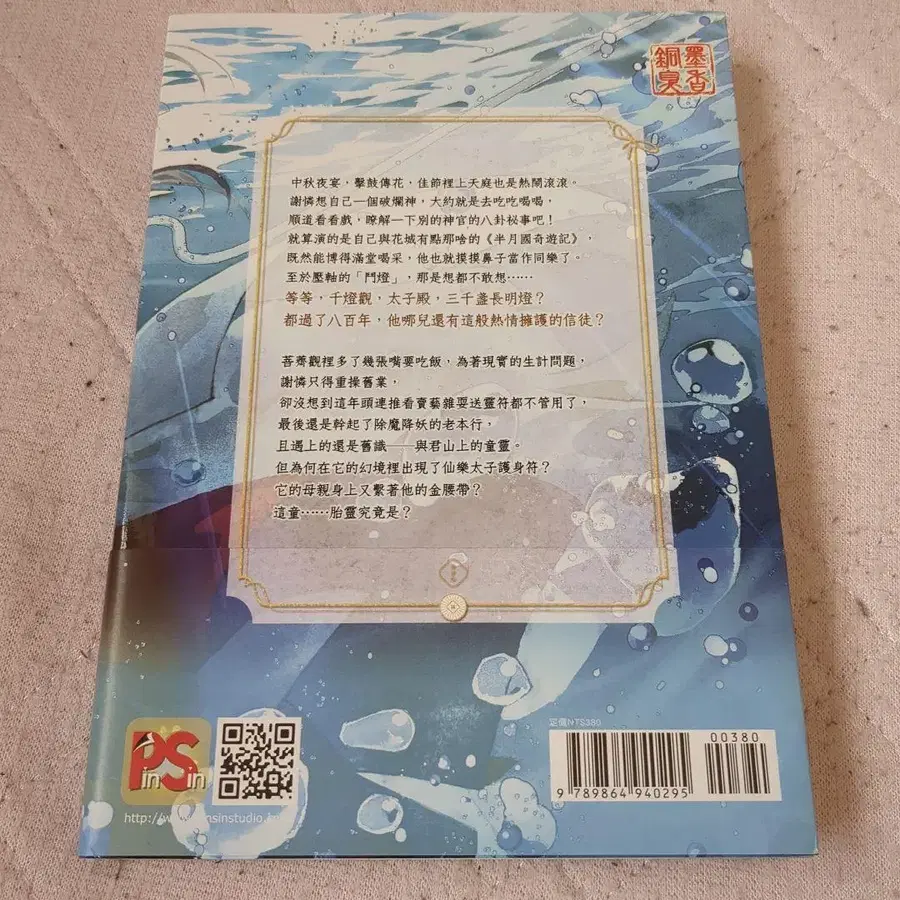 墨香
銅臭
中秋夜宴，擊鼓傳花，佳節裡上天庭也是熱鬧滾滾。
謝憐想自己一個破爛神，大約就是去吃吃喝喝，
順道看看戲，瞭解一下別的神官的八卦秘事吧！
就算演的是自己與花城有點那啥的《半月國奇遊記》，
既然能博得滿堂喝采，他也就摸摸鼻子當作同樂了。
至於壓軸的「鬥燈」，那是想都不敢想……
等等，千燈觀，太子殿，三千盞長明燈？
都過了八百年，他哪兒還有這般熱情擁護的信徒？
菩薺觀裡多了幾張嘴要吃飯，為著現實的生計問題，
謝憐只得重操舊業，
卻沒想到這年頭連推看賣藝雜耍送靈符都不管用了，
最後還是幹起了除魔降妖的老本行，
且遇上的還是舊識——與君山上的童靈。
但為何在它的幻境裡出現了仙樂太子護身符？
它的母親身上又繫著他的金腰帶？
這童……胎靈究竟是？
PinSin
定價NT$380
00380
9 789864 940295